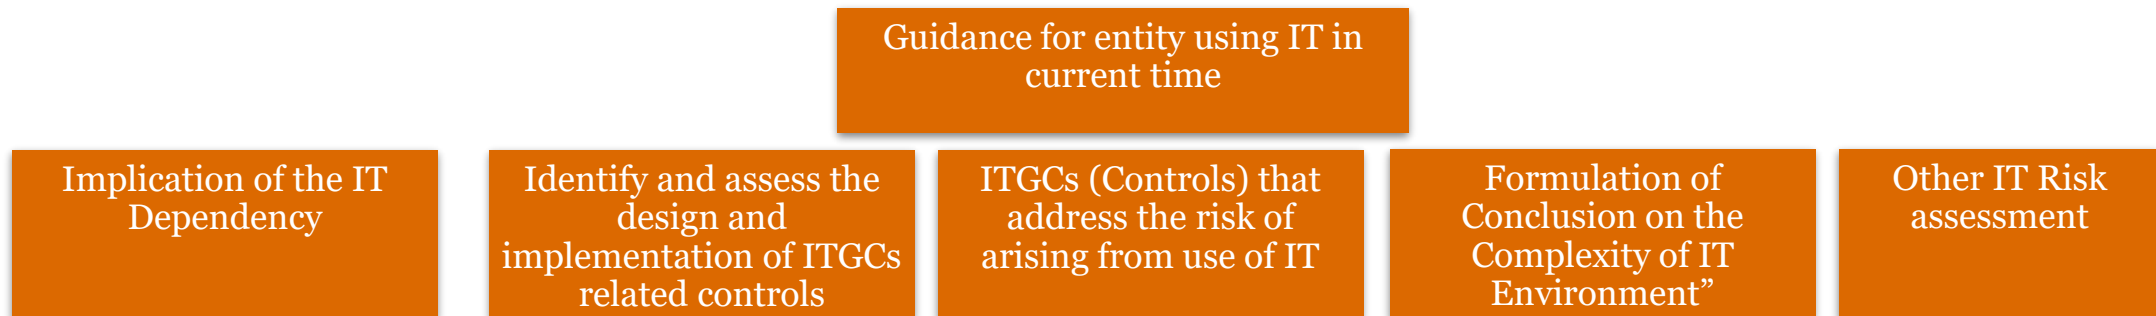 Guidance for entity using IT in
current time
Implication of the IT
Dependency
Identify and assess the
design and
implementation of ITGCs
related controls
ITGCs (Controls) that
address the risk of
arising from use of IT
Formulation of
Conclusion on the
Complexity of IT
Environment”
Other IT Risk
assessment